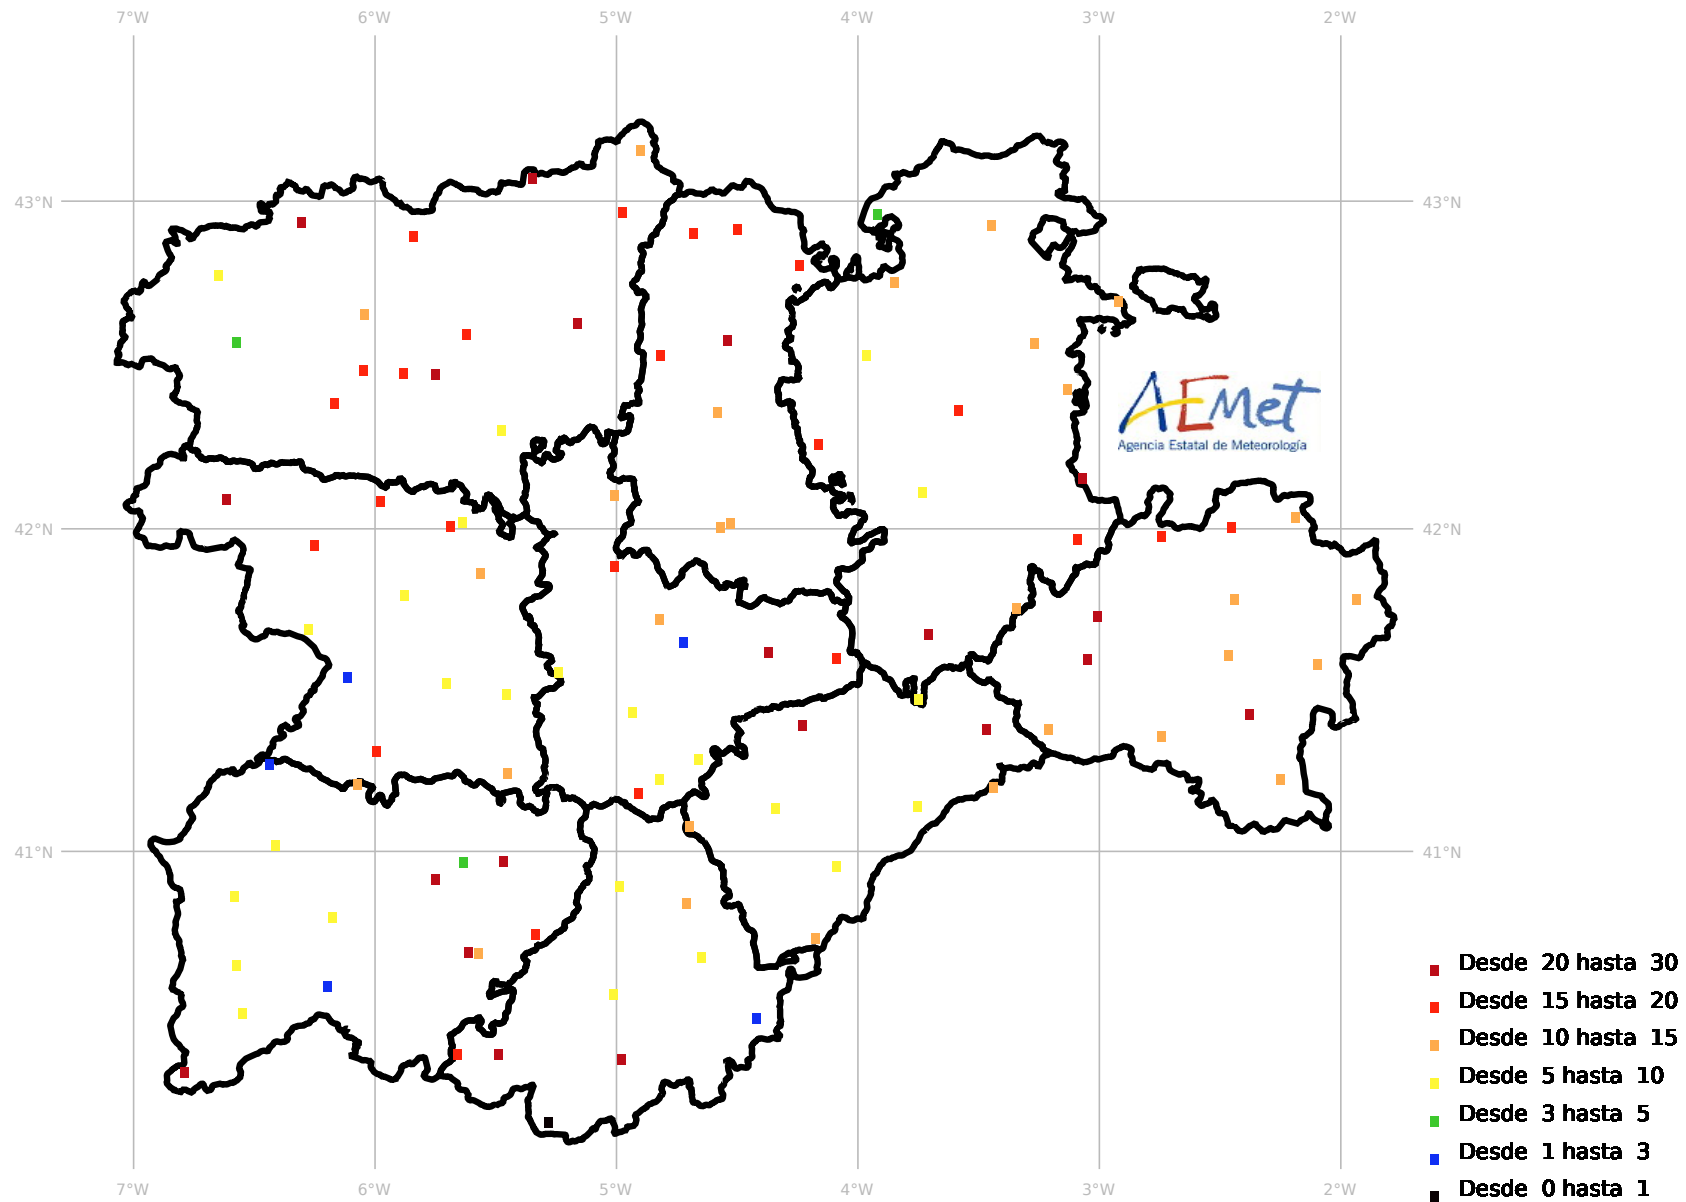 7°W 6°W 5°W 4°W 3°W 2°W
43°N 43°N
AEMet
Agencia Estatal de Meteorología
42°N 42°N
41°N 41°N
Desde 20 hasta 30
Desde 15 hasta 20
Desde 10 hasta 15
Desde 5 hasta 10
Desde 3 hasta 5
Desde 1 hasta 3
Desde 0 hasta 1
7°W 6°W 5°W 4°W 3°W 2°W